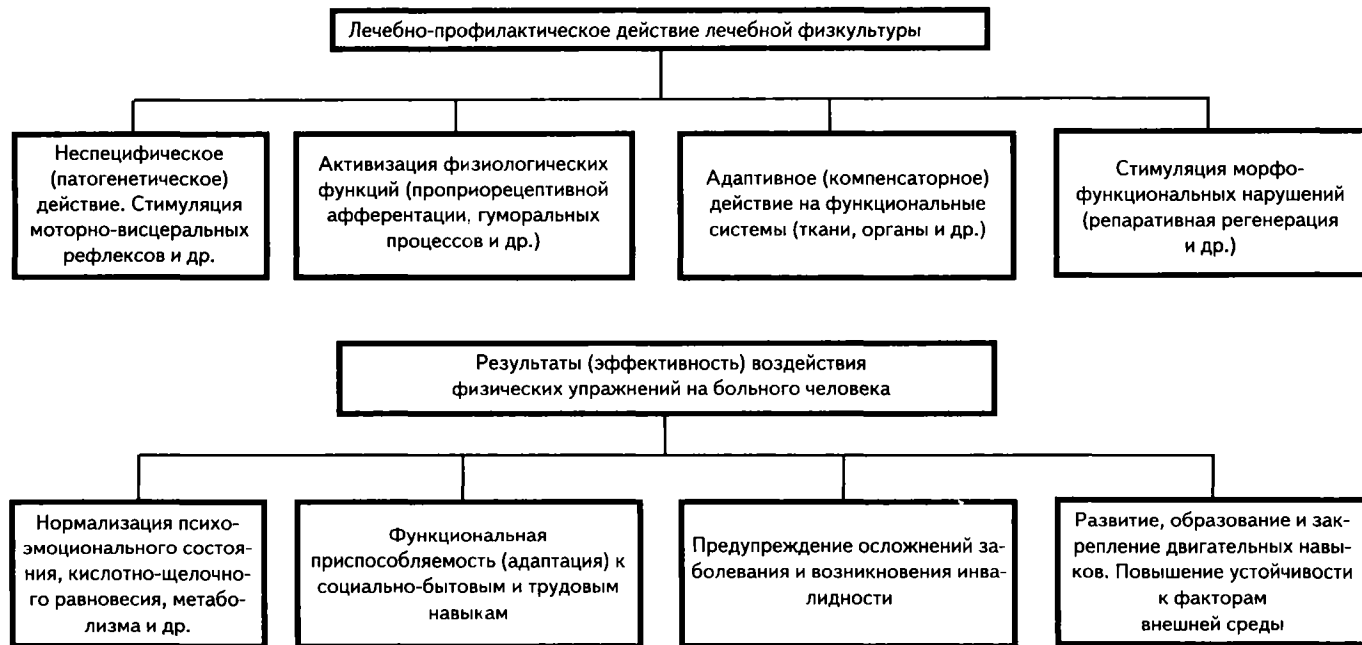 Лечебно-профилактическое действие лечебной физкультуры
Неспецифическое
(патогенетическое)
действие. Стимуляция
моторно-висцеральных
рефлексов и др.
Активизация физиологических
функций (проприорецептивной
афферентации, гуморальных
процессов и др.)
Адаптивное (компенсаторное)
действие на функциональные
системы (ткани, органы и др.)
Стимуляция морфо-
функциональных нарушений
(репаративная регенерация
и др.)
Результаты (эффективность) воздействия
физических упражнений на больного человека
Нормализация психо-
эмоционального состоя-
ния, кислотно-щелочно-
го равновесия, метабо-
лизма и др.
Функциональная
приспособляемость (адаптация) к
социально-бытовым и трудовым
навыкам
Предупреждение осложнений за-
болевания и возникновения инва-
лидности
Развитие, образование и зак-
репление двигательных навы-
ков. Повышение устойчивости
к факторам
внешней среды